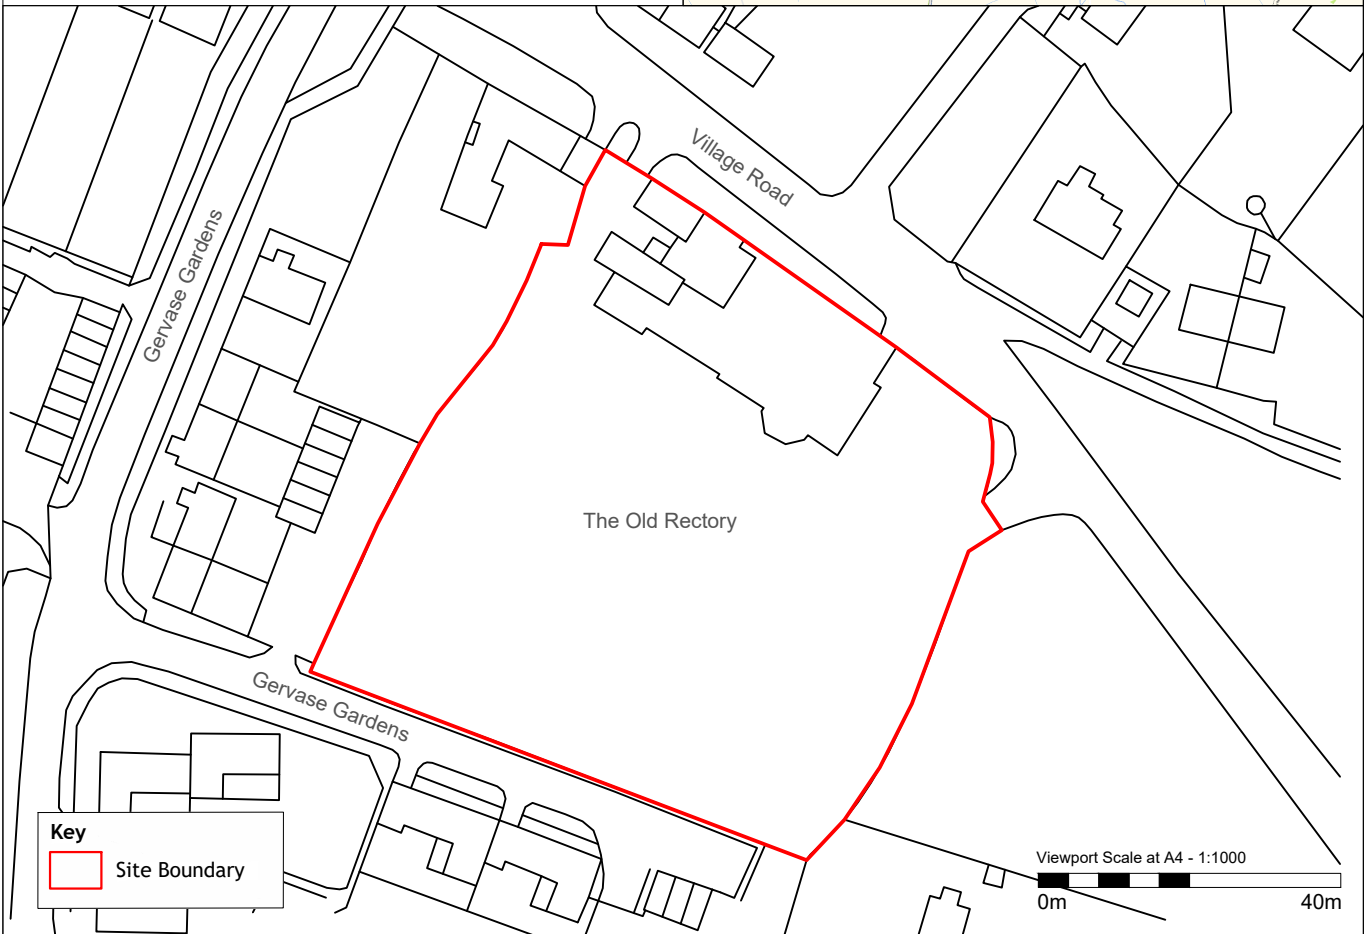 Village Road
Gervase Gardens
The Old Rectory
Gervase Gardens
Key
Site Boundary
Viewport Scale at A4 - 1:1000
0m 40m